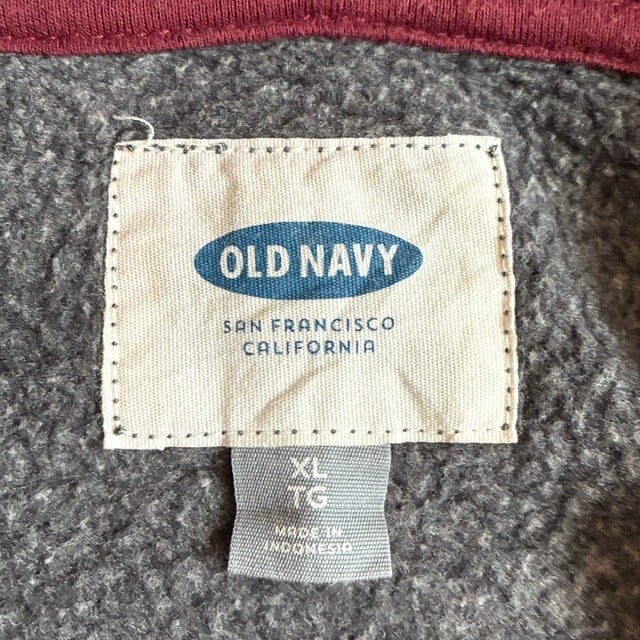 OLD NAVY
SAN FRANCISCO
CALIFORNIA
XL
TG
MADE IN
INDONESIA